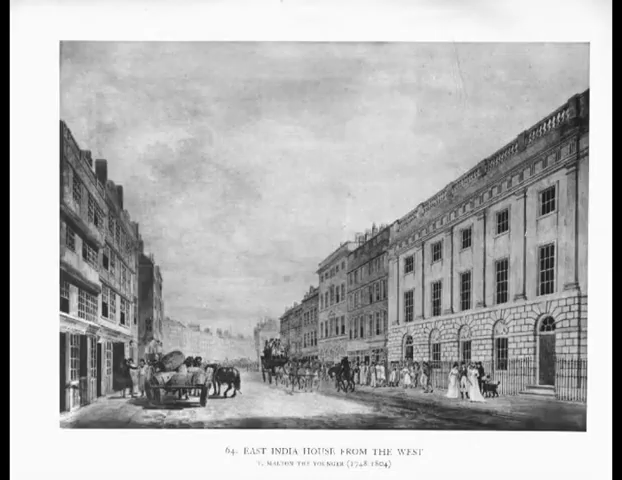 64. EAST INDIA HOUSE FROM THE WEST
T. MALTON THE YOUNGER (1748-1804)